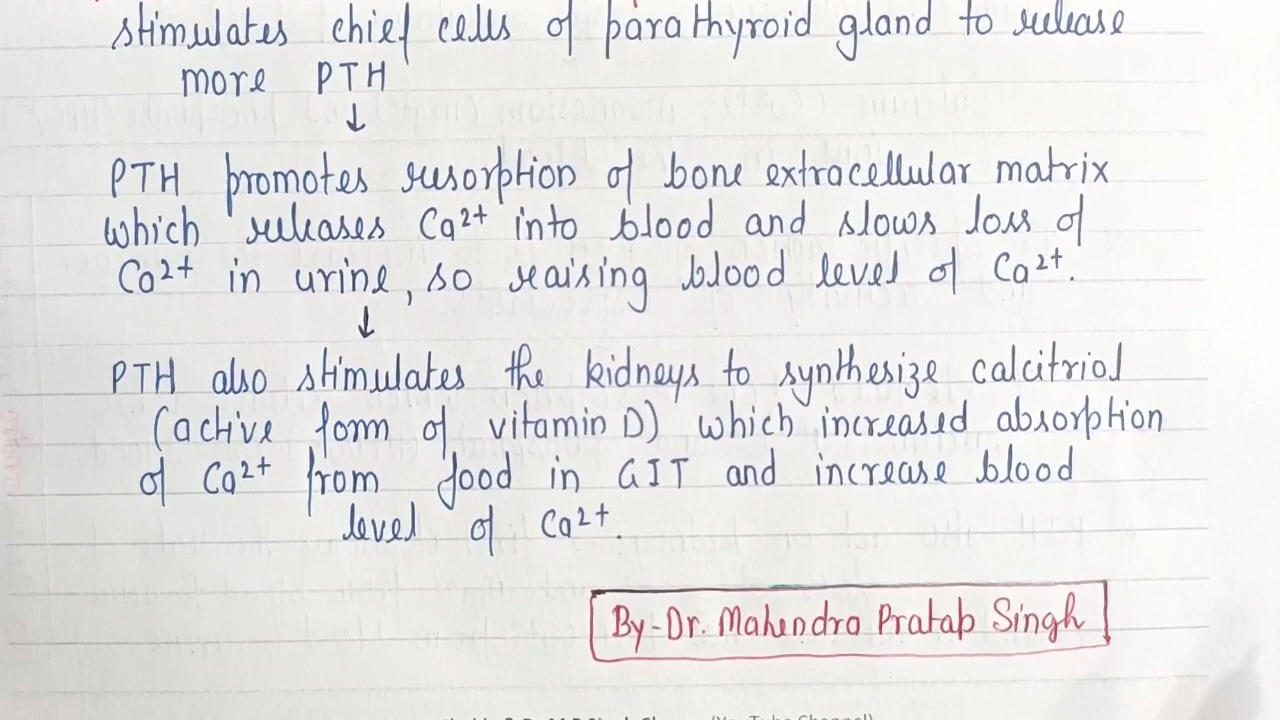 stimulates chief cells of parathyroid gland to release
more PTH
↓
PTH promotes resorption of bone extracellular matrix
which releases Ca2+ into blood and slows loss of
Ca2+ in urine, so raising blood level of Ca2+.
↓
PTH also stimulates the kidneys to synthesize calcitriol
(active form of vitamin D) which increased absorption
of Ca2+ from food in GIT and increase blood
level of Ca2+.
By-Dr. Mahendra Pratap Singh
(YouTube Channel)